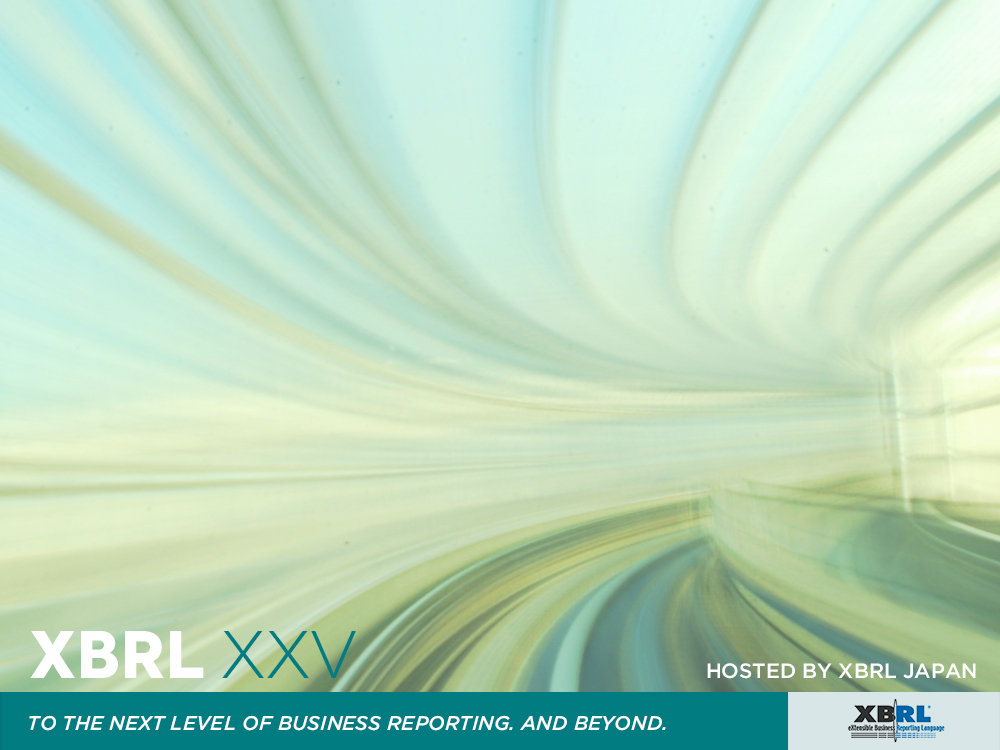 XBRL XXV
HOSTED BY XBRL JAPAN
TO THE NEXT LEVEL OF BUSINESS REPORTING. AND BEYOND.
XBRL
eXtensible Business Reporting Language